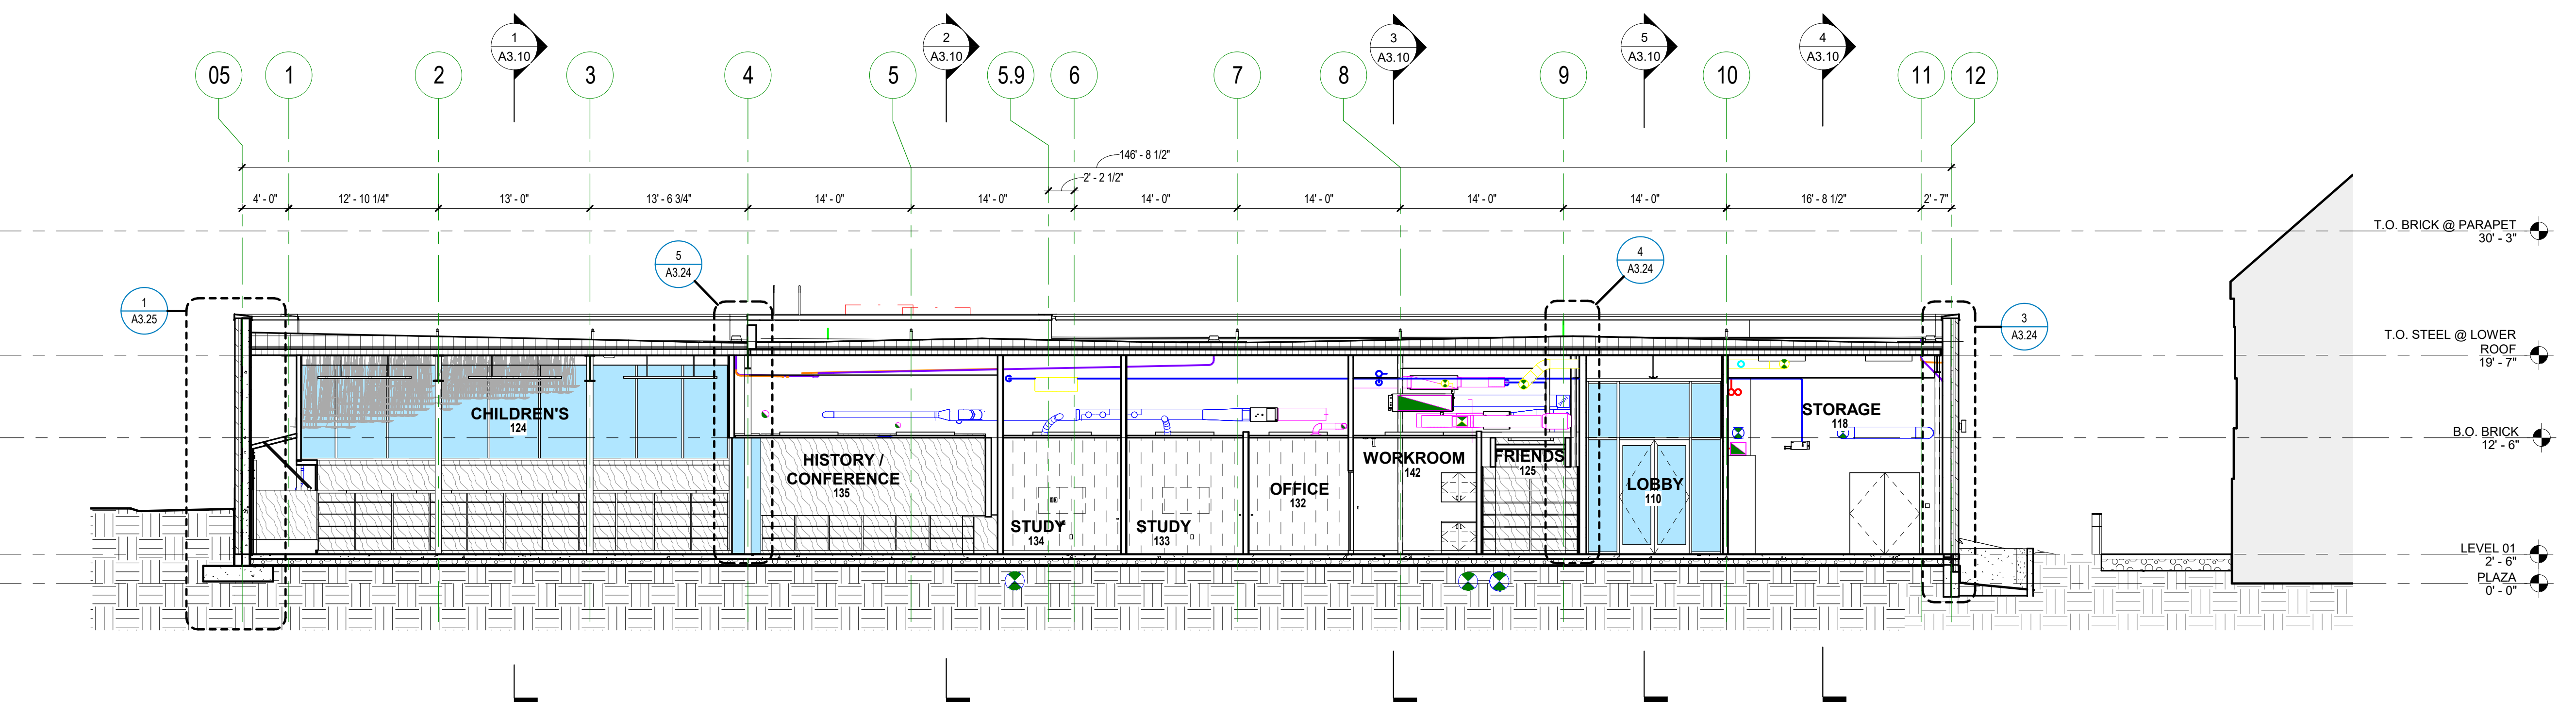 1
A3.10
2
A3.10
3
A3.10
5
A3.10
4
A3.10
05
1
2
3
4
5
5.9
6
7
8
9
10
11
12
146' - 8 1/2"
2' - 2 1/2"
4' - 0"
12' - 10 1/4"
13' - 0"
13' - 6 3/4"
14' - 0"
14' - 0"
14' - 0"
14' - 0"
14' - 0"
14' - 0"
16' - 8 1/2"
2' - 7"
T.O. BRICK @ PARAPET
30' - 3"
5
A3.24
4
A3.24
1
A3.25
3
A3.24
T.O. STEEL @ LOWER
ROOF
19' - 7"
CHILDREN'S
124
STORAGE
118
B.O. BRICK
12' - 6"
HISTORY /
CONFERENCE
135
WORKROOM
142
FRIENDS
125
OFFICE
132
LOBBY
110
STUDY
134
STUDY
133
LEVEL 01
2' - 6"
PLAZA
0' - 0"